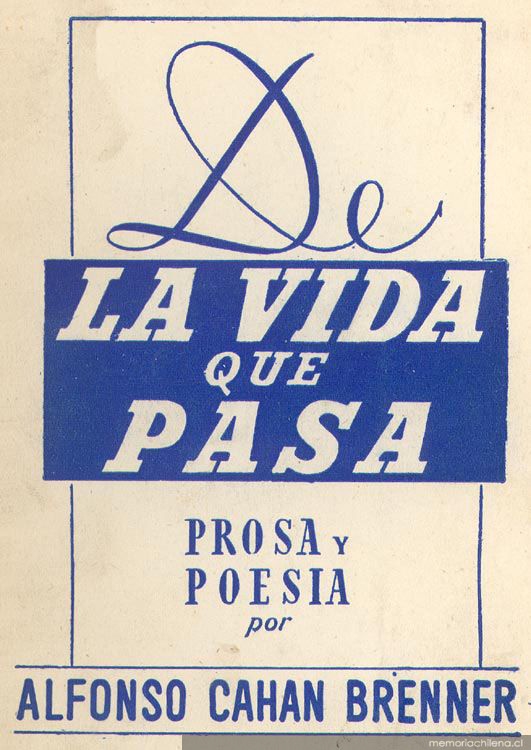 De
LA VIDA
QUE
PASA
PROSA Y
POESIA
por
ALFONSO CAHAN BRENNER
memoriachilena.cl